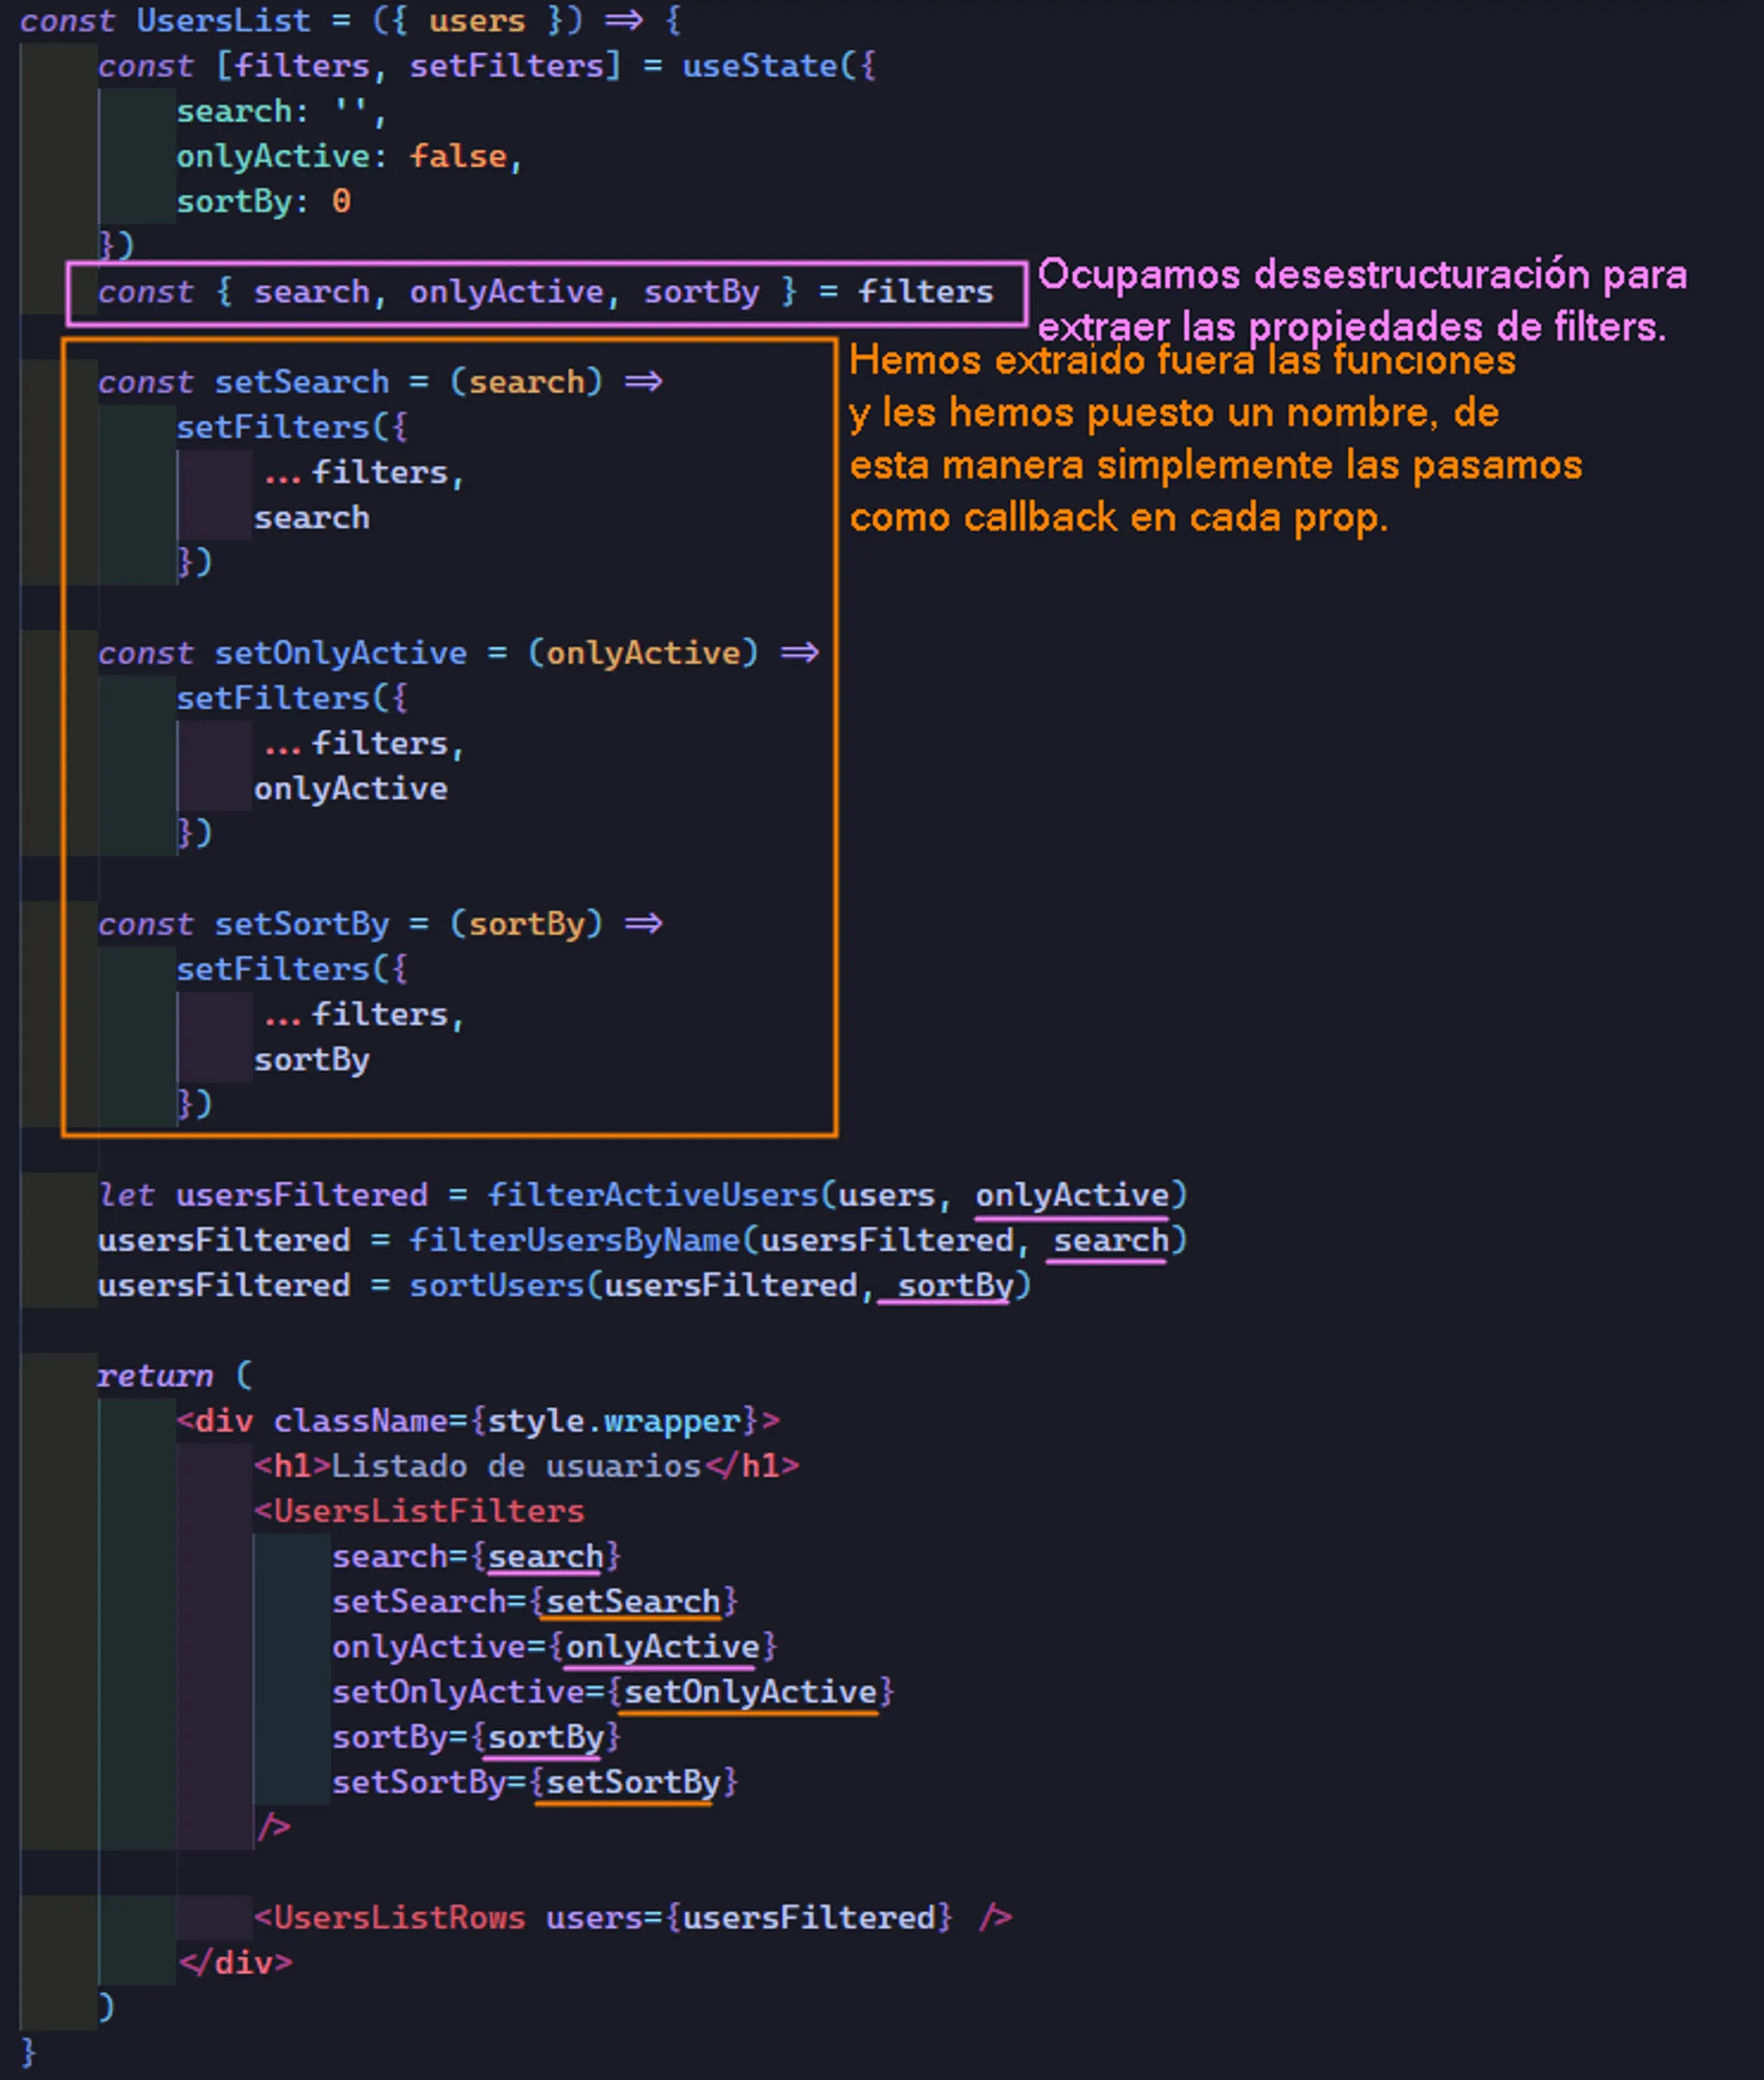 const UsersList = ({ users }) => {
const [filters, setFilters] = useState({
search: '',
onlyActive: false,
sortBy: 0
})
const { search, onlyActive, sortBy } = filters
Ocupamos desestructuración para
extraer las propiedades de filters.
Hemos extraido fuera las funciones
y les hemos puesto un nombre, de
esta manera simplemente las pasamos
como callback en cada prop.
const setSearch = (search) =>
setFilters({
...filters,
search
})
const setOnlyActive = (onlyActive) =>
setFilters({
...filters,
onlyActive
})
const setSortBy = (sortBy) =>
setFilters({
...filters,
sortBy
})
let usersFiltered = filterActiveUsers(users, onlyActive)
usersFiltered = filterUsersByName(usersFiltered, search)
usersFiltered = sortUsers(usersFiltered, sortBy)
return (
<div className={style.wrapper}>
<h1>Listado de usuarios</h1>
<UsersListFilters
search={search}
setSearch={setSearch}
onlyActive={onlyActive}
setOnlyActive={setOnlyActive}
sortBy={sortBy}
setSortBy={setSortBy}
/>
<UsersListRows users={usersFiltered} />
</div>
)
}